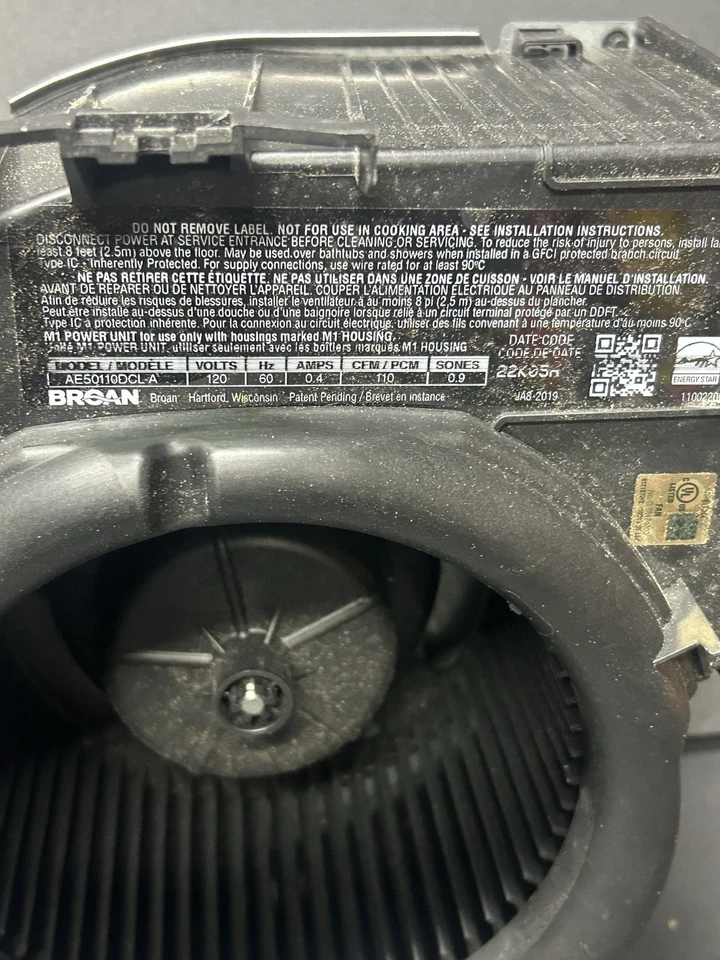 DO NOT REMOVE LABEL. NOT FOR USE IN COOKING AREA - SEE INSTALLATION INSTRUCTIONS.
DISCONNECT POWER AT SERVICE ENTRANCE BEFORE CLEANING OR SERVICING. To reduce the risk of injury to persons, install fa
least 8 feet (2.5m) above the floor. May be used over bathtubs and showers when installed in a GFCI protected branch circuit.
Type IC - Inherently Protected. For supply connections, use wire rated for at least 90°C
NE PAS RETIRER CETTE ÉTIQUETTE. NE PAS UTILISER DANS UNE ZONE DE CUISSON - VOIR LE MANUEL D'INSTALLATION.
AVANT DE RÉPARER OU DE NETTOYER L'APPAREIL, COUPER L'ALIMENTATION ÉLECTRIQUE AU PANNEAU DE DISTRIBUTION.
Afin de réduire les risques de blessures, installer le ventilateur à au moins 8 pi (2,5 m) au-dessus du plancher.
Peut être installé au-dessus d'une douche ou d'une baignoire lorsque relié à un circuit terminal protégé par un DDFT.
Type IC à protection inhérente. Pour la connexion au circuit électrique, utiliser des fils convenant à une température d'au moins 90°C
M1 POWER UNIT for use only with housings marked M1 HOUSING.
M1 POWER UNIT, utiliser seulement avec les boîtiers marqués M1 HOUSING
DATE CODE
CODE DE DATE
22K05A
MODEL / MODÈLE VOLTS Hz AMPS CFM / PCM SONES
AE50110DCL-A 120 60 0.4 110 0.9
ENERGY STAR
BROAN Broan Hartford, Wisconsin Patent Pending / Brevet en instance JA8-2019 1100220
UL
FAN